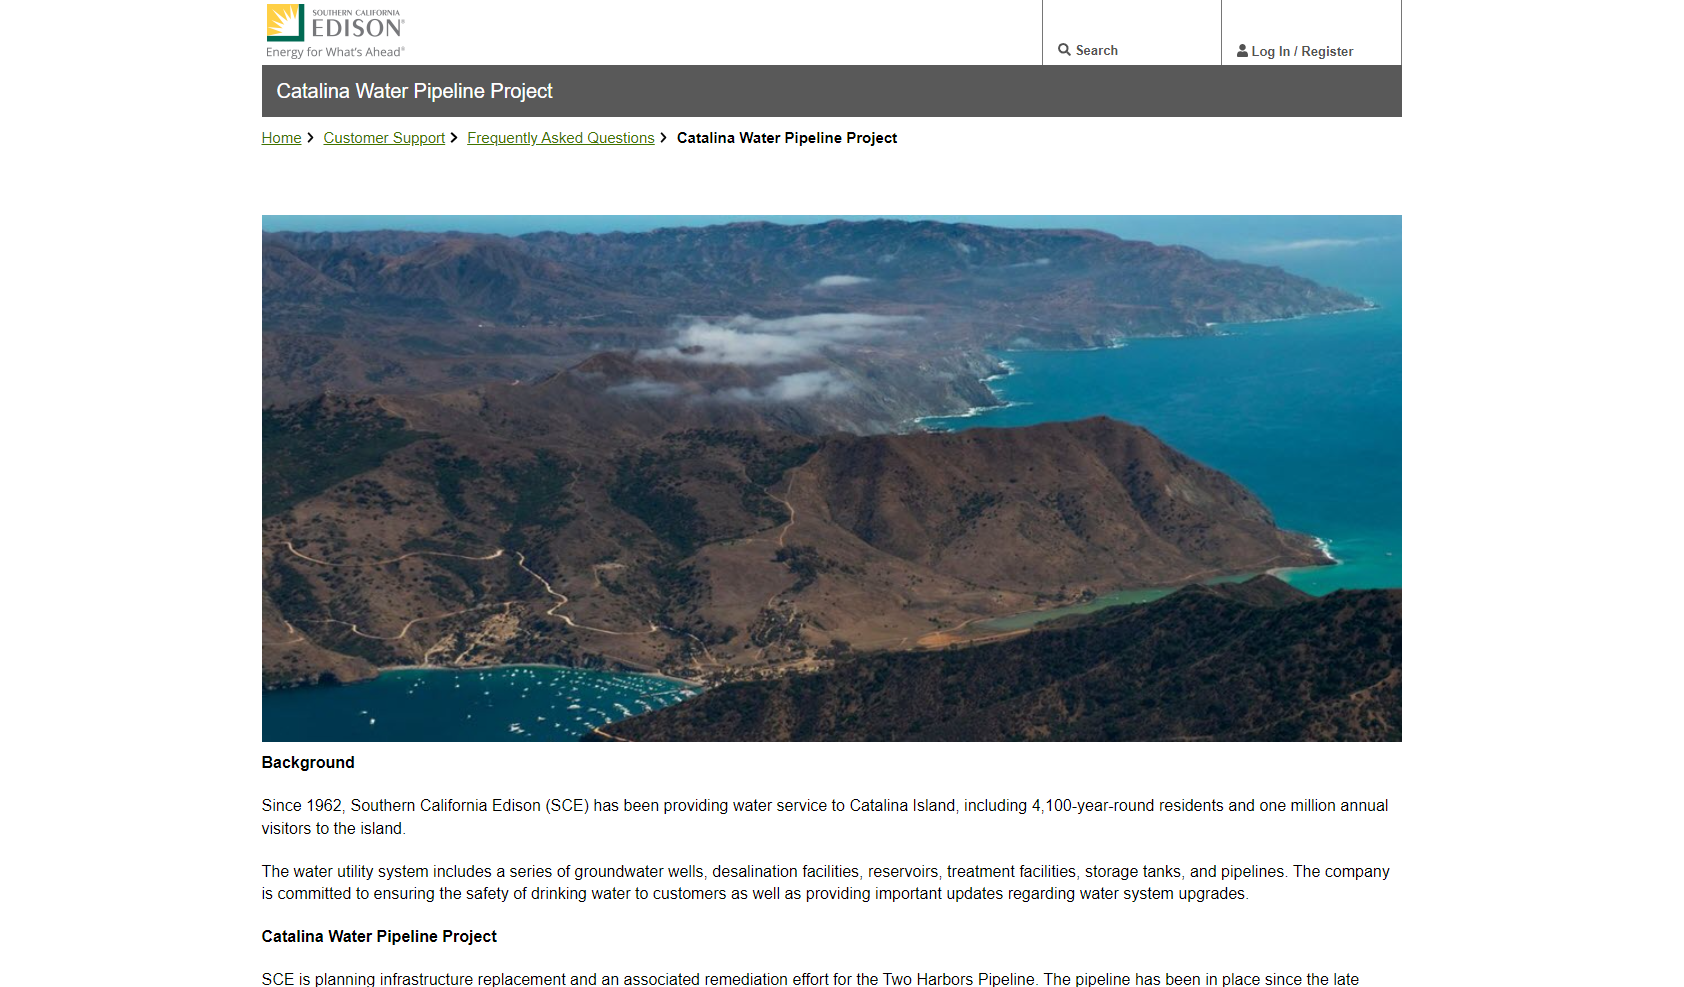 SOUTHERN CALIFORNIA
EDISON®
Energy for What's Ahead®
Search
Log In / Register
Catalina Water Pipeline Project
Home
Customer Support
Frequently Asked Questions
Catalina Water Pipeline Project
Background
Since 1962, Southern California Edison (SCE) has been providing water service to Catalina Island, including 4,100-year-round residents and one million annual
visitors to the island.
The water utility system includes a series of groundwater wells, desalination facilities, reservoirs, treatment facilities, storage tanks, and pipelines. The company
is committed to ensuring the safety of drinking water to customers as well as providing important updates regarding water system upgrades.
Catalina Water Pipeline Project
SCE is planning infrastructure replacement and an associated remediation effort for the Two Harbors Pipeline. The pipeline has been in place since the late